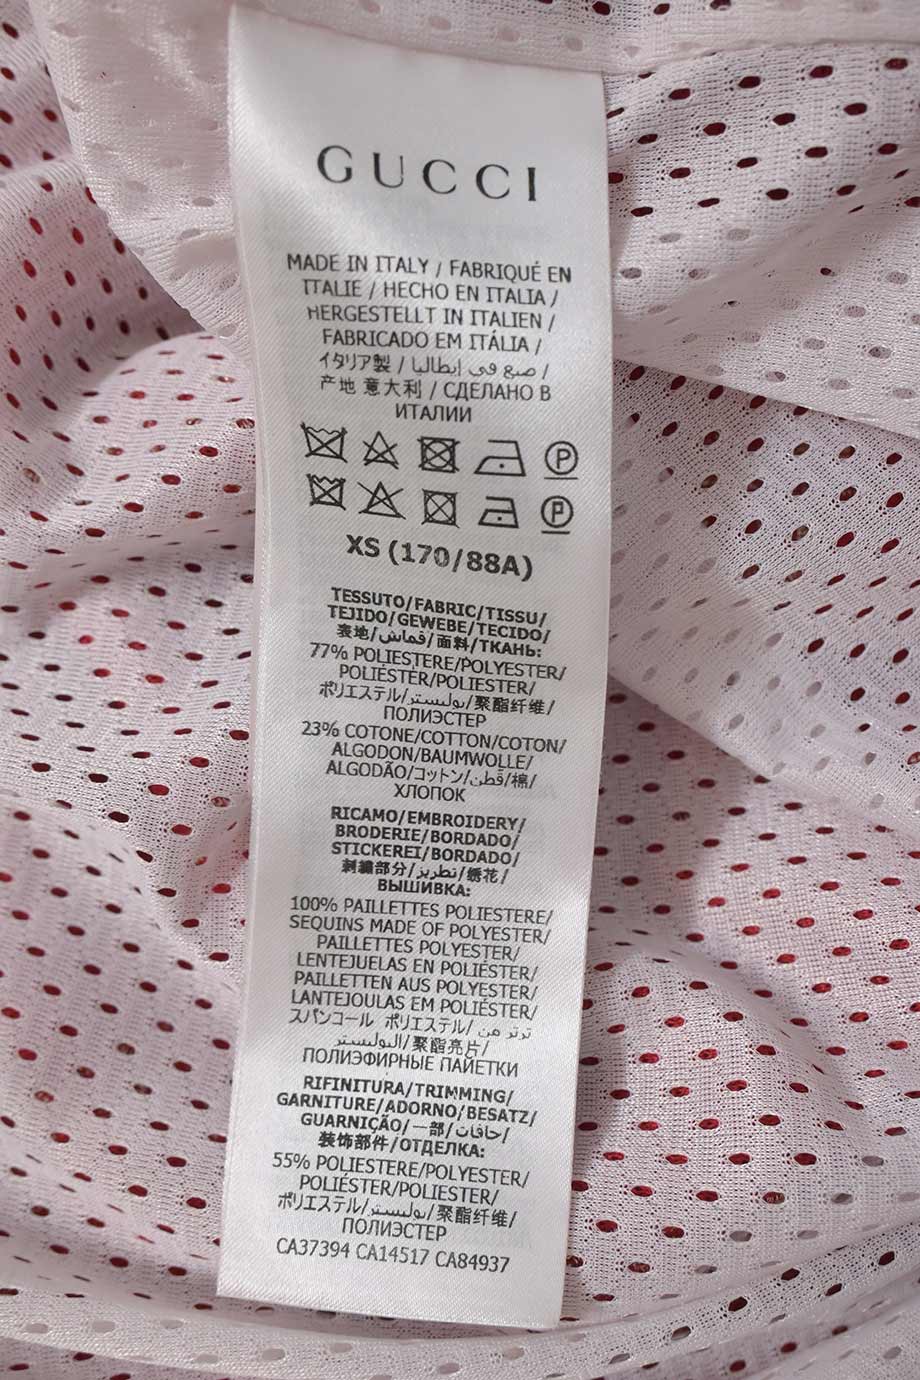 GUCCI
MADE IN ITALY / FABRIQUÉ EN
ITALIE / HECHO EN ITALIA /
HERGESTELLT IN ITALIEN /
FABRICADO EM ITÁLIA /
イタリア製 / صنع في إيطاليا /
产地 意大利 / СДЕЛАНО В
ИТАЛИИ
P
P
XS (170/88A)
TESSUTO/FABRIC/TISSU/
TEJIDO/GEWEBE/TECIDO/
表地/قماش/面料/ТКАНЬ:
77% POLIESTERE/POLYESTER/
POLIÉSTER/POLIESTER/
ポリエステル/بوليستر/聚酯纤维/
ПОЛИЭСТЕР
23% COTONE/COTTON/COTON/
ALGODON/BAUMWOLLE/
ALGODÃO/コットン/قطن/棉/
ХЛОПОК
RICAMO/EMBROIDERY/
BRODERIE/BORDADO/
STICKEREI/BORDADO/
刺繍部分/تطريز/绣花/
ВЫШИВКА:
100% PAILLETTES POLIESTERE/
SEQUINS MADE OF POLYESTER/
PAILLETTES POLYESTER/
LENTEJUELAS EN POLIÉSTER/
PAILLETTEN AUS POLYESTER/
LANTEJOULAS EM POLIÉSTER/
スパンコール ポリエステル/ترتر من
البوليستر/聚酯亮片/
ПОЛИЭФИРНЫЕ ПАЙЕТКИ
RIFINITURA/TRIMMING/
GARNITURE/ADORNO/BESATZ/
GUARNIÇÃO/一部/حافات/
装饰部件/ОТДЕЛКА:
55% POLIESTERE/POLYESTER/
POLIÉSTER/POLIESTER/
ポリエステル/بوليستر/聚酯纤维/
ПОЛИЭСТЕР
CA37394 CA14517 CA84937